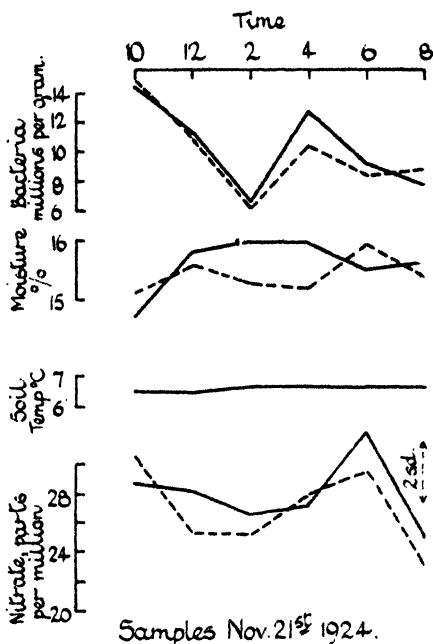 Time
10 12 2 4 6 8
Bacteria
millions per gram.
14
12
10
8
6
Moisture
%
16
15
Soil
Temp °C
7
6
Nitrate, parts
per million
28
24
20
2 s.d.
Samples Nov. 21st 1924.